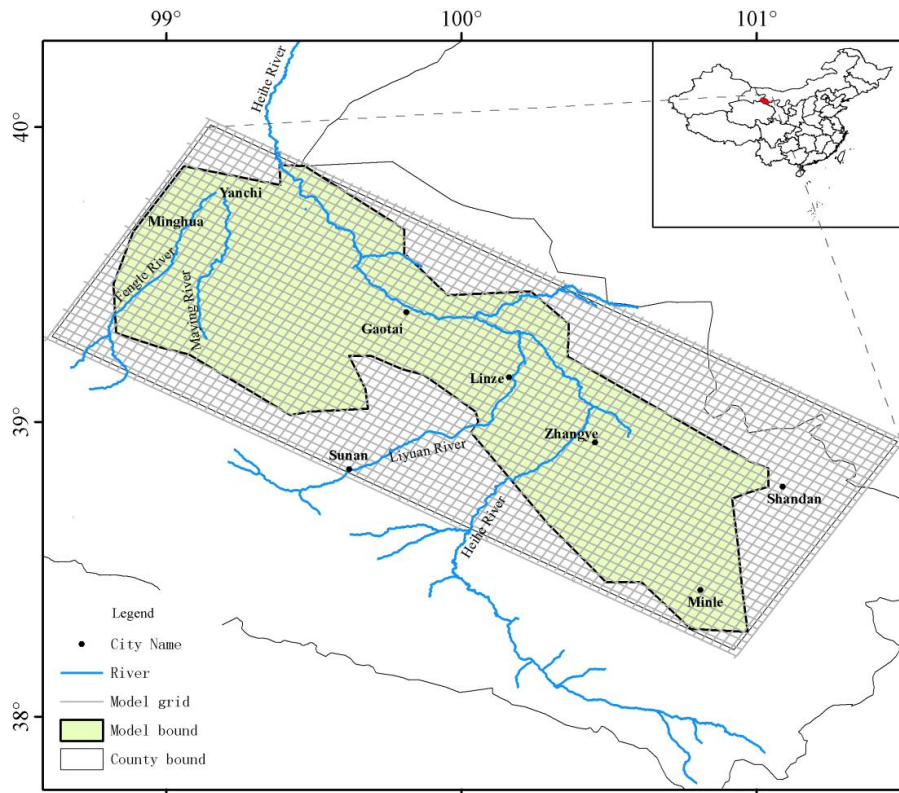 99°
100°
101°
40°
39°
38°
Heihe River
Yanchi
Minghua
Fengle River
Maying River
Gaotai
Linze
Zhangye
Sunan
Liyuan River
Heihe River
Shandan
Minle
Legend
City Name
River
Model grid
Model bound
County bound